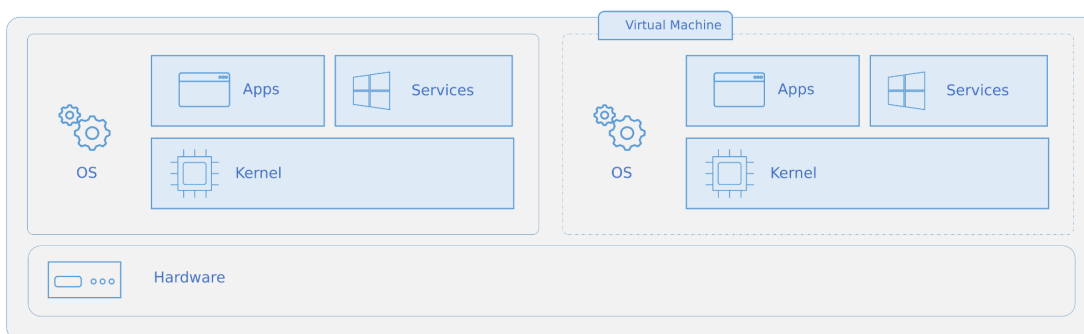 Virtual Machine
Apps
Services
OS
Kernel
Apps
Services
OS
Kernel
Hardware